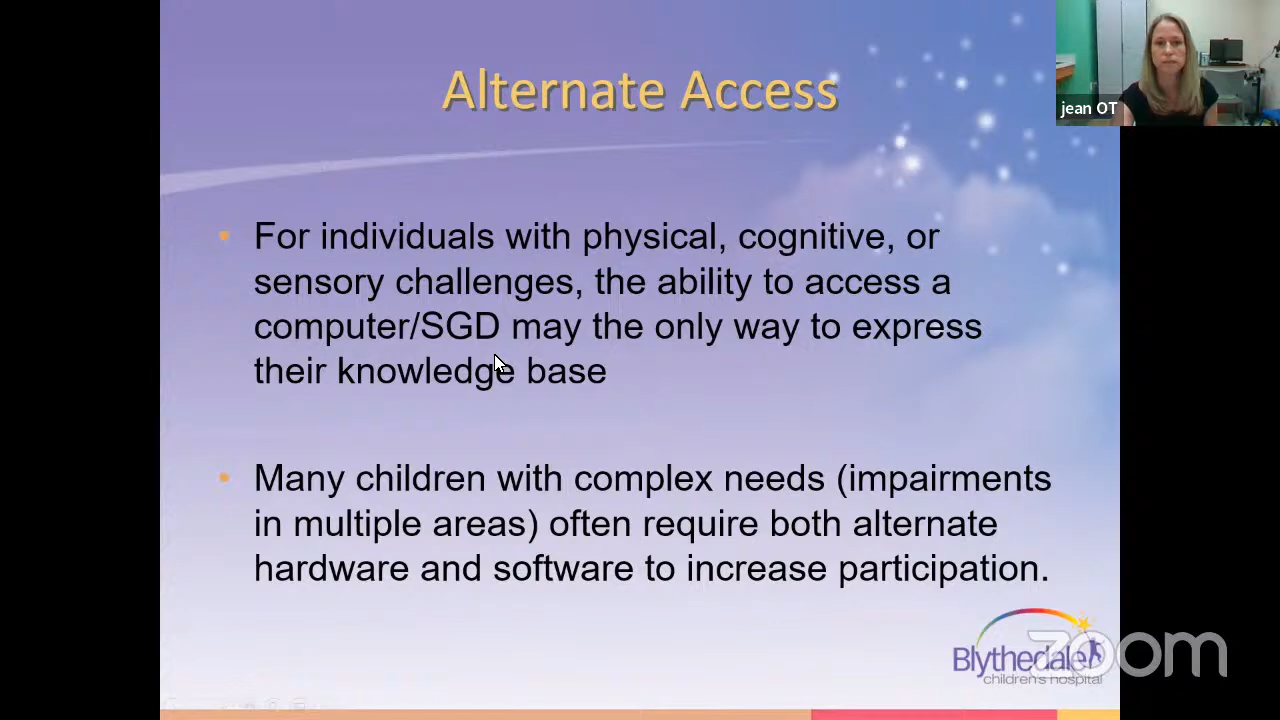 Alternate Access
jean OT
For individuals with physical, cognitive, or
sensory challenges, the ability to access a
computer/SGD may the only way to express
their knowledge base
Many children with complex needs (impairments
in multiple areas) often require both alternate
hardware and software to increase participation.
Blythedale
children's hospital
zoom